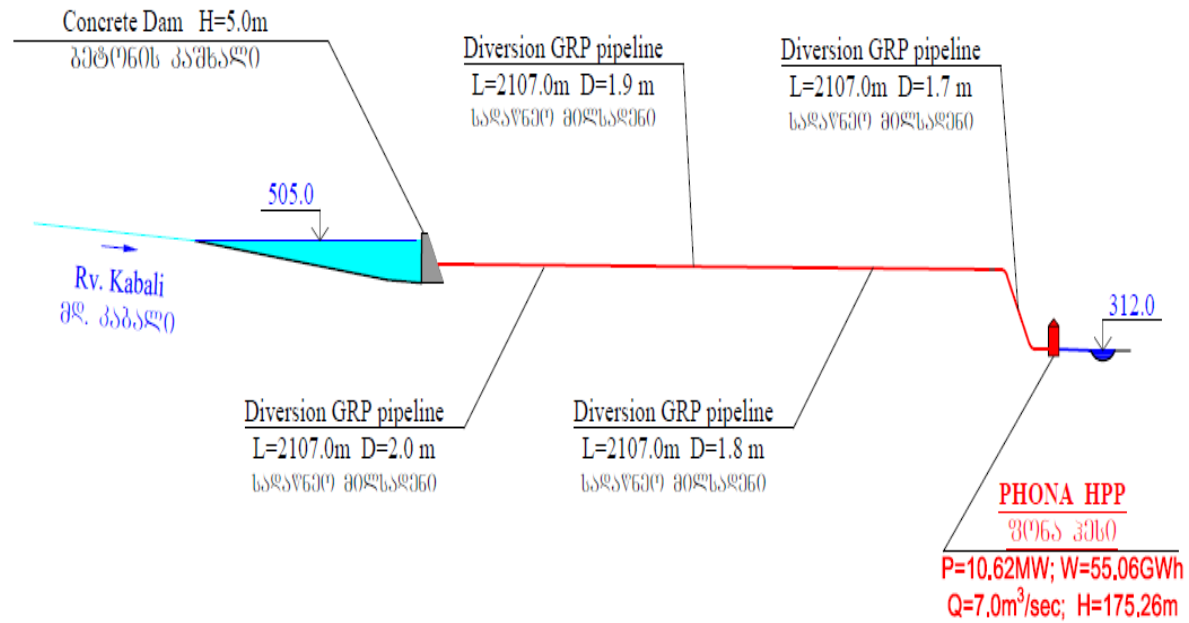 Concrete Dam H=5.0m
ბეტონის კაშხალი
Diversion GRP pipeline
L=2107.0m D=1.9 m
სადაწნეო მილსადენი
Diversion GRP pipeline
L=2107.0m D=1.7 m
სადაწნეო მილსადენი
505.0
Rv. Kabali
მდ. კაბალი
312.0
Diversion GRP pipeline
L=2107.0m D=2.0 m
სადაწნეო მილსადენი
Diversion GRP pipeline
L=2107.0m D=1.8 m
სადაწნეო მილსადენი
PHONA HPP
ფონა ჰესი
P=10.62MW; W=55.06GWh
Q=7.0m³/sec; H=175.26m